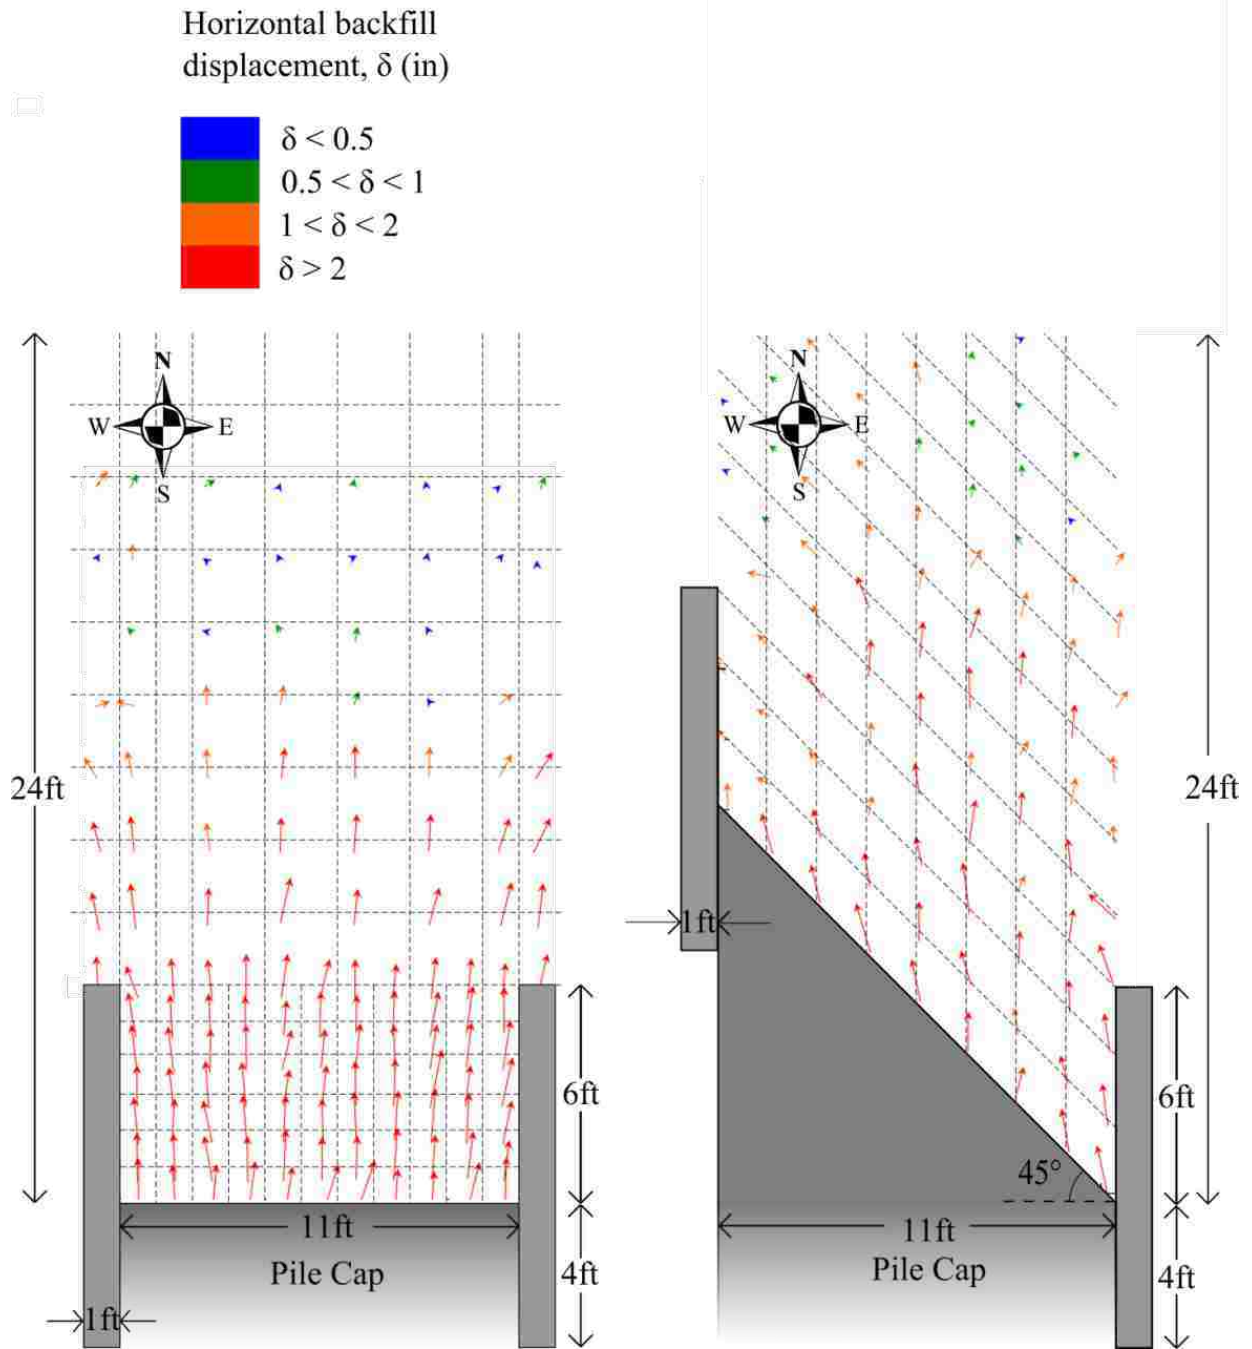 Horizontal backfill
displacement, δ (in)
δ < 0.5
0.5 < δ < 1
1 < δ < 2
δ > 2
N
W
E
S
24ft
6ft
11ft
Pile Cap
4ft
1ft
N
W
E
S
24ft
1ft
6ft
45°
11ft
Pile Cap
4ft